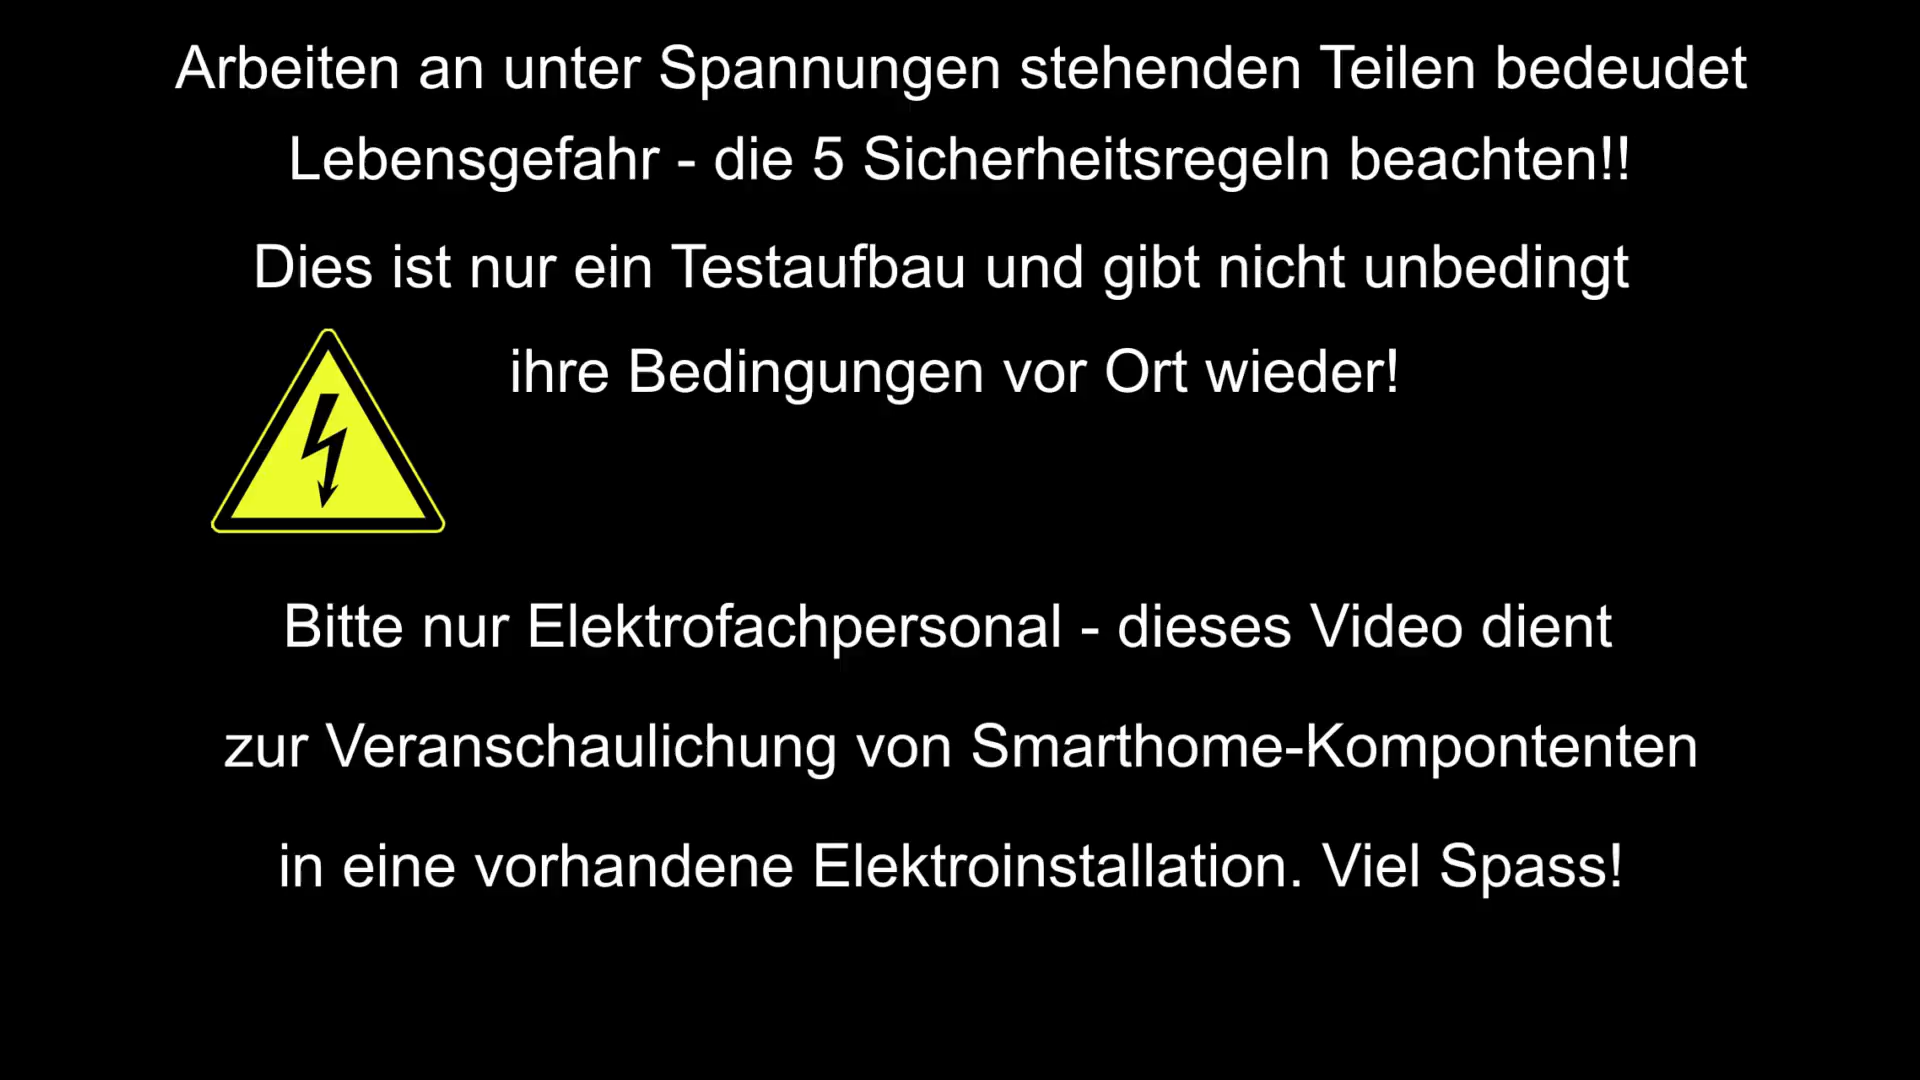 Arbeiten an unter Spannungen stehenden Teilen bedeudet
Lebensgefahr - die 5 Sicherheitsregeln beachten!!
Dies ist nur ein Testaufbau und gibt nicht unbedingt
ihre Bedingungen vor Ort wieder!
Bitte nur Elektrofachpersonal - dieses Video dient
zur Veranschaulichung von Smarthome-Kompontenten
in eine vorhandene Elektroinstallation. Viel Spass!